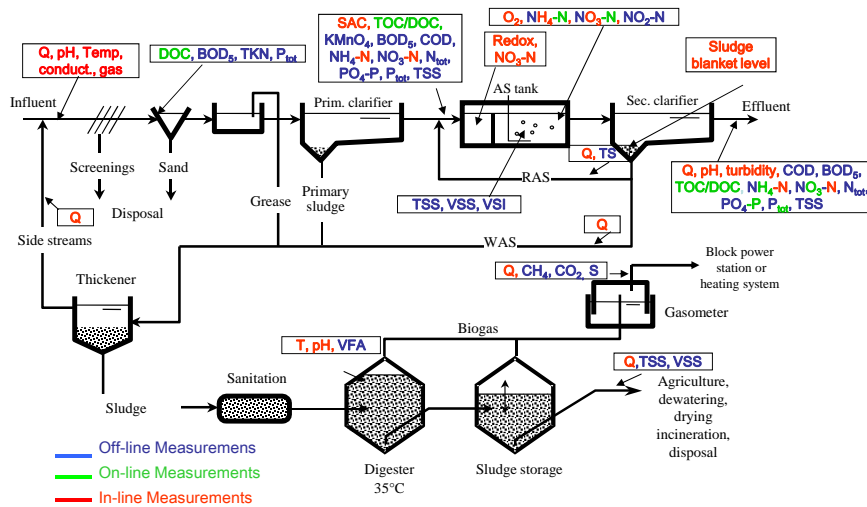 Q, pH, Temp,
conduct., gas
DOC, BOD5, TKN, Ptot
SAC, TOC/DOC,
KMnO4, BOD5, COD,
NH4-N, NO3-N, Ntot,
PO4-P, Ptot, TSS
O2, NH4-N, NO3-N, NO2-N
Redox,
NO3-N
Sludge
blanket level
AS tank
Influent
Prim. clarifier
Sec. clarifier
Effluent
Q, TS
Screenings
Sand
Grease
Primary
sludge
RAS
TSS, VSS, VSI
Q, pH, turbidity, COD, BOD5,
TOC/DOC, NH4-N, NO3-N, Ntot,
PO4-P, Ptot, TSS
Disposal
Q
Side streams
WAS
Q
Thickener
Q, CH4, CO2, S
Block power
station or
heating system
Gasometer
Biogas
T, pH, VFA
Q,TSS, VSS
Sanitation
Sludge
Agriculture,
dewatering,
drying
incineration,
disposal
Digester
35°C
Sludge storage
Off-line Measuremens
On-line Measurements
In-line Measurements